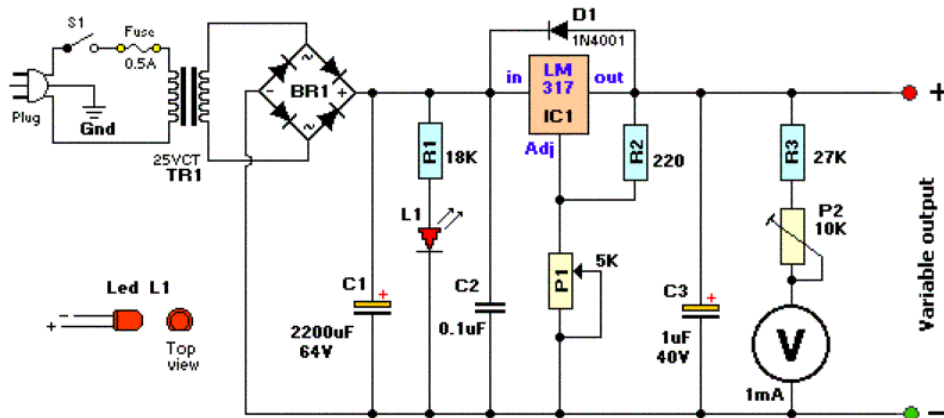 S1
Fuse
0.5A
Plug
Gnd
25VCT
TR1
~
- BR1 +
~
D1
1N4001
in LM out
317
IC1
Adj
R1
18K
R2
220
R3
27K
P2
10K
L1
P1
5K
C1
+
2200uF
64V
C2
0.1uF
C3
+
1uF
40V
V
1mA
+
Variable output
-
Led L1
-
+
Top
view